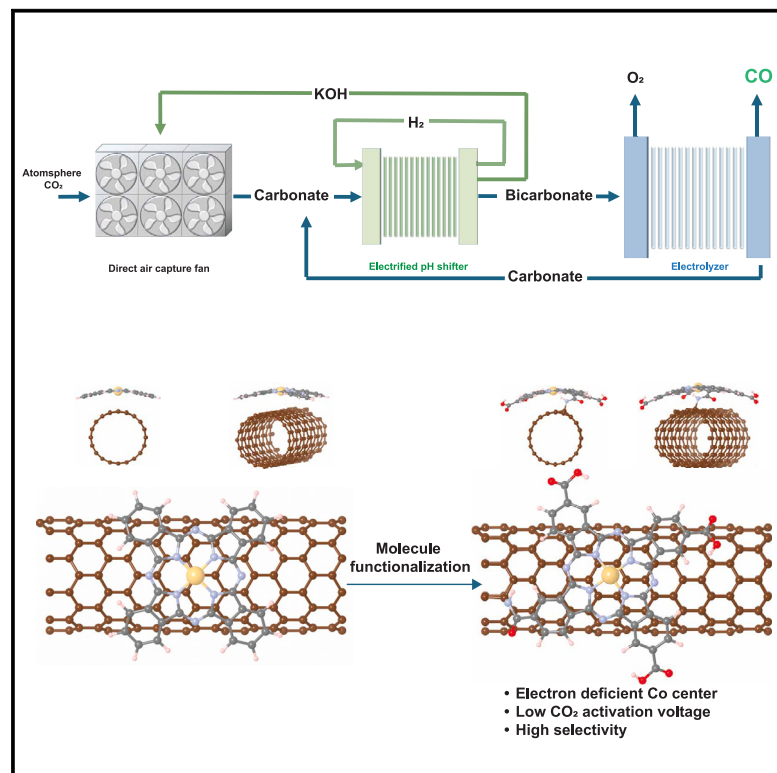 O₂
CO
KOH
H₂
Atomsphere
CO₂
Carbonate
Bicarbonate
Direct air capture fan
Electrified pH shifter
Electrolyzer
Carbonate
Molecule
functionalization
• Electron deficient Co center
• Low CO₂ activation voltage
• High selectivity